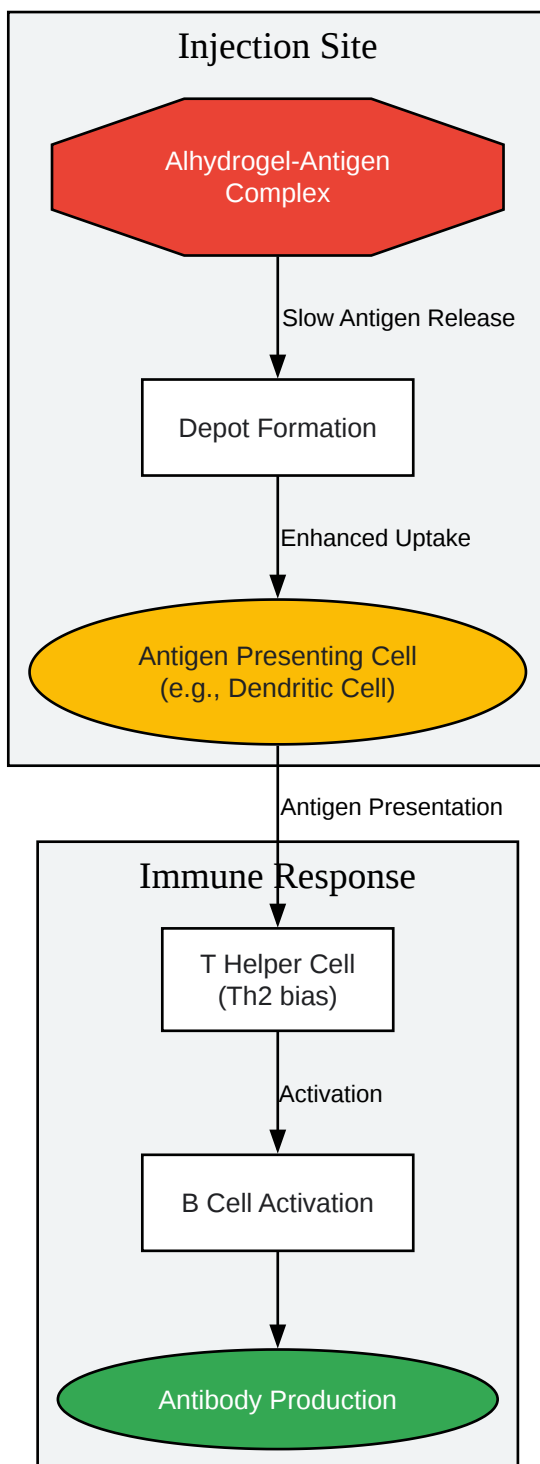 Injection Site
Alhydrogel-Antigen
Complex
Slow Antigen Release
Depot Formation
Enhanced Uptake
Antigen Presenting Cell
(e.g., Dendritic Cell)
Antigen Presentation
Immune Response
T Helper Cell
(Th2 bias)
Activation
B Cell Activation
Antibody Production